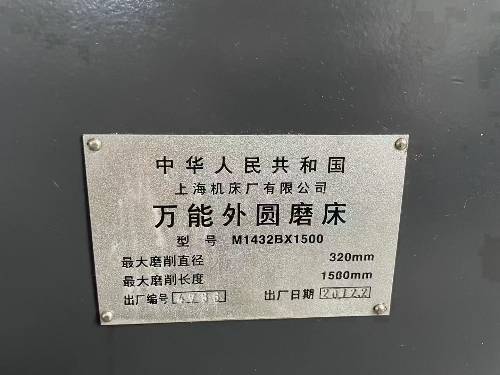 中华人民共和国
上海机床厂有限公司
万能外圆磨床
型号 M1432BX1500
最大磨削直径 320mm
最大磨削长度 1500mm
出厂编号
出厂日期 2012.2